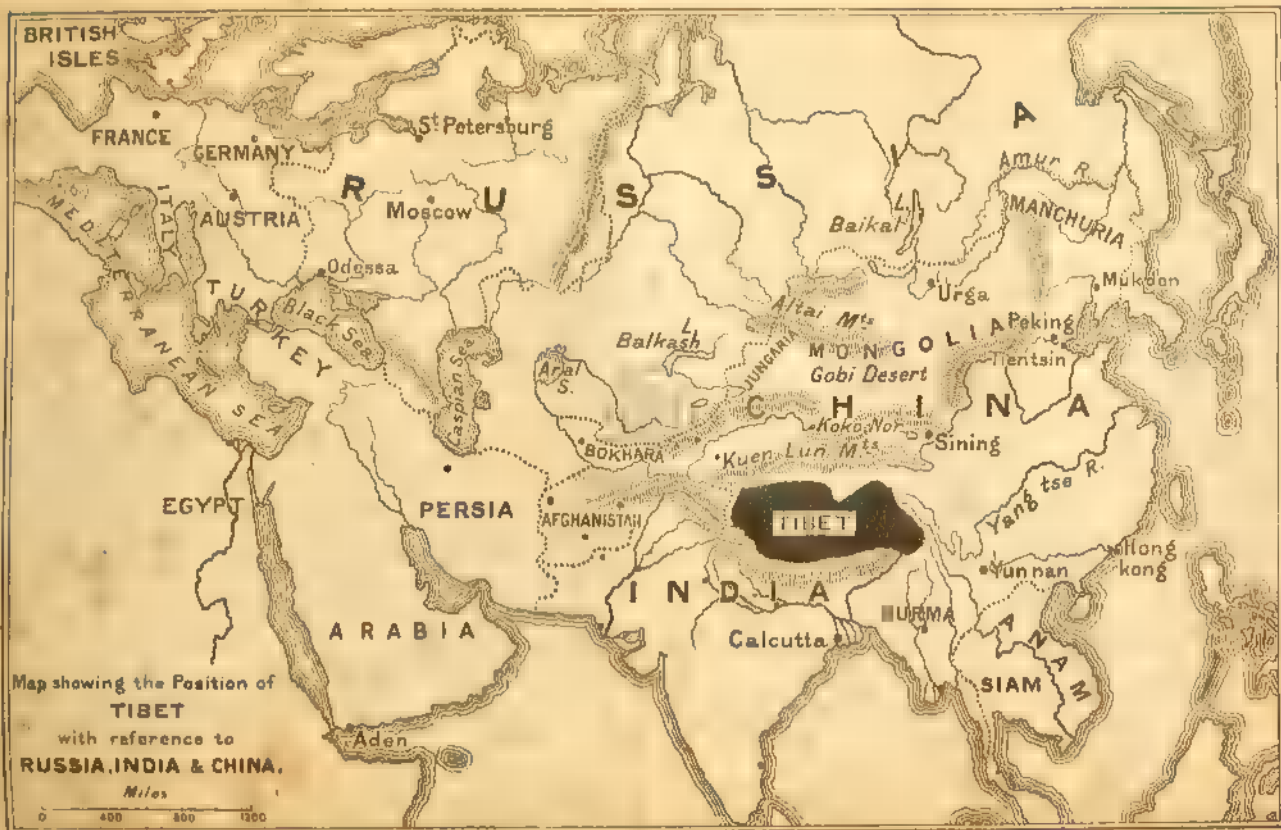 BRITISH
ISLES
FRANCE
GERMANY
St Petersburg
RUSSIA
Amur R.
MANCHURIA
ITALY
AUSTRIA
Moscow
L.
Baikal
MEDITERRANEAN SEA
Odessa
Urga
Mukden
TURKEY
Black Sea
Altai Mts
L.
Balkash
MONGOLIA
Peking
Tientsin
Gobi Desert
JUNGARIA
Caspian Sea
Aral
S.
CHINA
Koko Nor
Sining
BOKHARA
Kuen Lun Mts
EGYPT
PERSIA
AFGHANISTAN
TIBET
Yang tse R.
Hong
kong
Yunnan
INDIA
BURMA
ARABIA
Calcutta
ANAM
SIAM
Aden
Map showing the Position of
TIBET
with reference to
RUSSIA, INDIA & CHINA.
Miles
0 400 800 1200